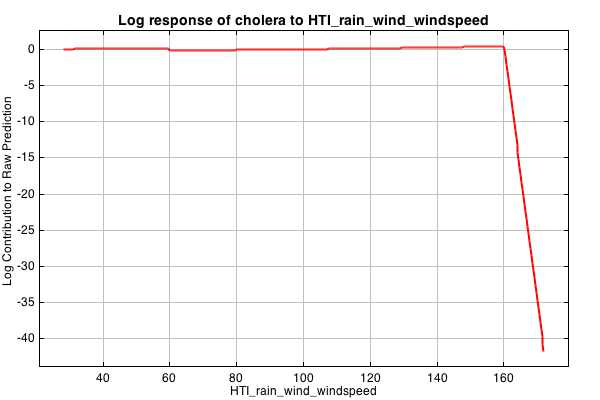 Log response of cholera to HTI_rain_wind_windspeed
Log Contribution to Raw Prediction
0
-5
-10
-15
-20
-25
-30
-35
-40
40 60 80 100 120 140 160
HTI_rain_wind_windspeed